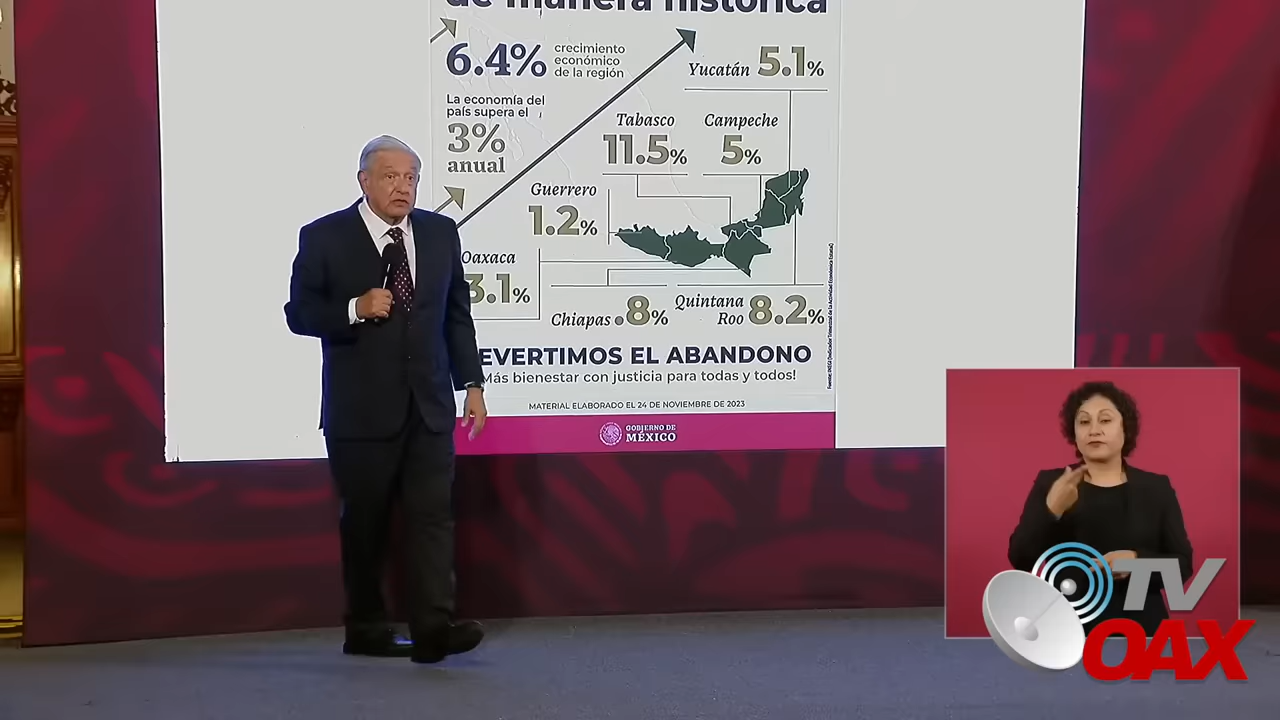 de manera histórica
6.4%
crecimiento
económico
de la región
La economía del
país supera el
3%
anual
Yucatán 5.1%
Tabasco
11.5%
Campeche
5%
Guerrero
1.2%
Oaxaca
3.1%
Chiapas .8%
Quintana
Roo 8.2%
EVERTIMOS EL ABANDONO
¡Más bienestar con justicia para todas y todos!
MATERIAL ELABORADO EL 24 DE NOVIEMBRE DE 2023
GOBIERNO DE
MÉXICO
TV
OAX